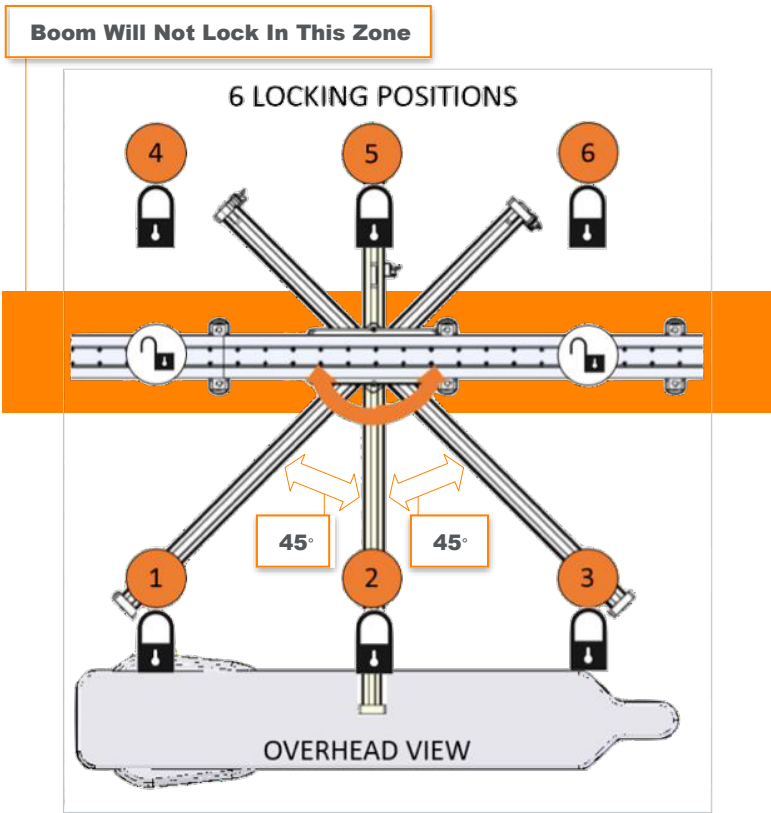 Boom Will Not Lock In This Zone
6 LOCKING POSITIONS
4 5 6
45° 45°
1 2 3
OVERHEAD VIEW